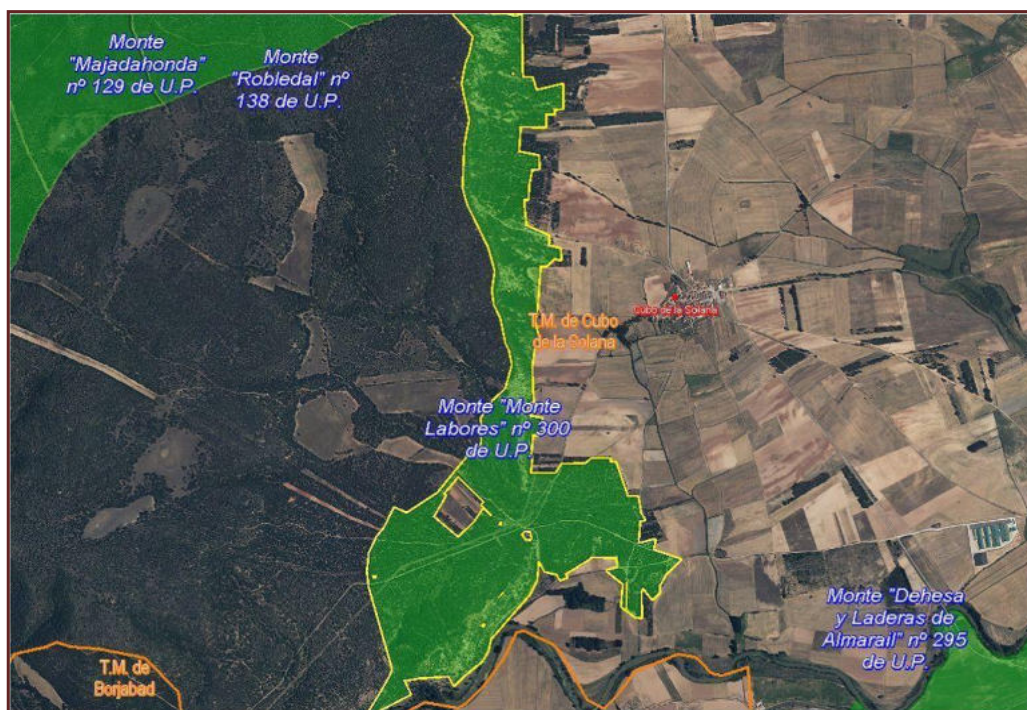 Monte
"Majadahonda"
nº 129 de U.P.
Monte
"Robledal" nº
138 de U.P.
Cubo de la Solana
T.M. de Cubo
de la Solana
Monte "Monte
Labores" nº 300
de U.P.
Monte "Dehesa
y Laderas de
Almarail" nº 295
de U.P.
T.M. de
Borjabad